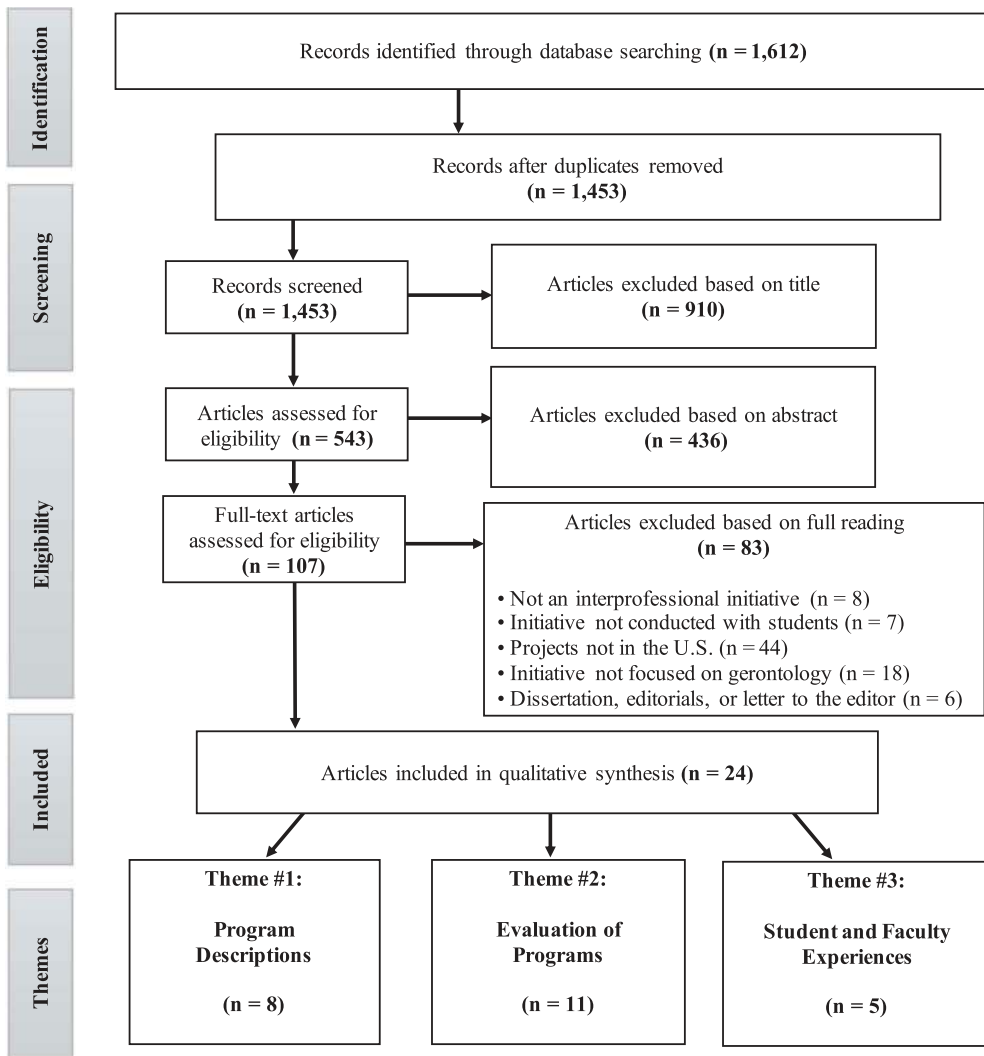 Identification
Records identified through database searching (n = 1,612)
Records after duplicates removed
(n = 1,453)
Screening
Records screened
(n = 1,453)
Articles excluded based on title
(n = 910)
Eligibility
Articles assessed for
eligibility (n = 543)
Articles excluded based on abstract
(n = 436)
Full-text articles
assessed for eligibility
(n = 107)
Articles excluded based on full reading
(n = 83)
• Not an interprofessional initiative (n = 8)
• Initiative not conducted with students (n = 7)
• Projects not in the U.S. (n = 44)
• Initiative not focused on gerontology (n = 18)
• Dissertation, editorials, or letter to the editor (n = 6)
Included
Articles included in qualitative synthesis (n = 24)
Themes
Theme #1:
Program
Descriptions
(n = 8)
Theme #2:
Evaluation of
Programs
(n = 11)
Theme #3:
Student and Faculty
Experiences
(n = 5)